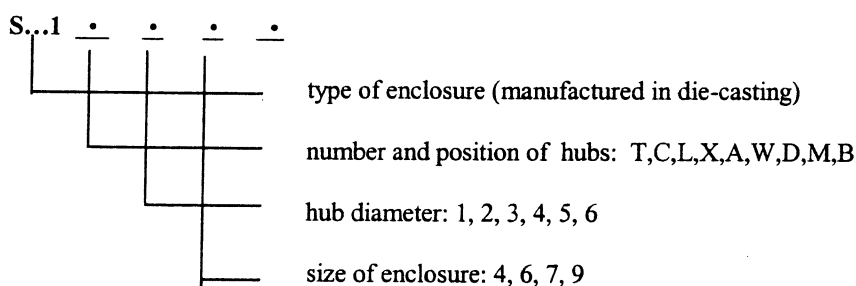 S...1 . . . .
type of enclosure (manufactured in die-casting)
number and position of hubs: T,C,L,X,A,W,D,M,B
hub diameter: 1, 2, 3, 4, 5, 6
size of enclosure: 4, 6, 7, 9